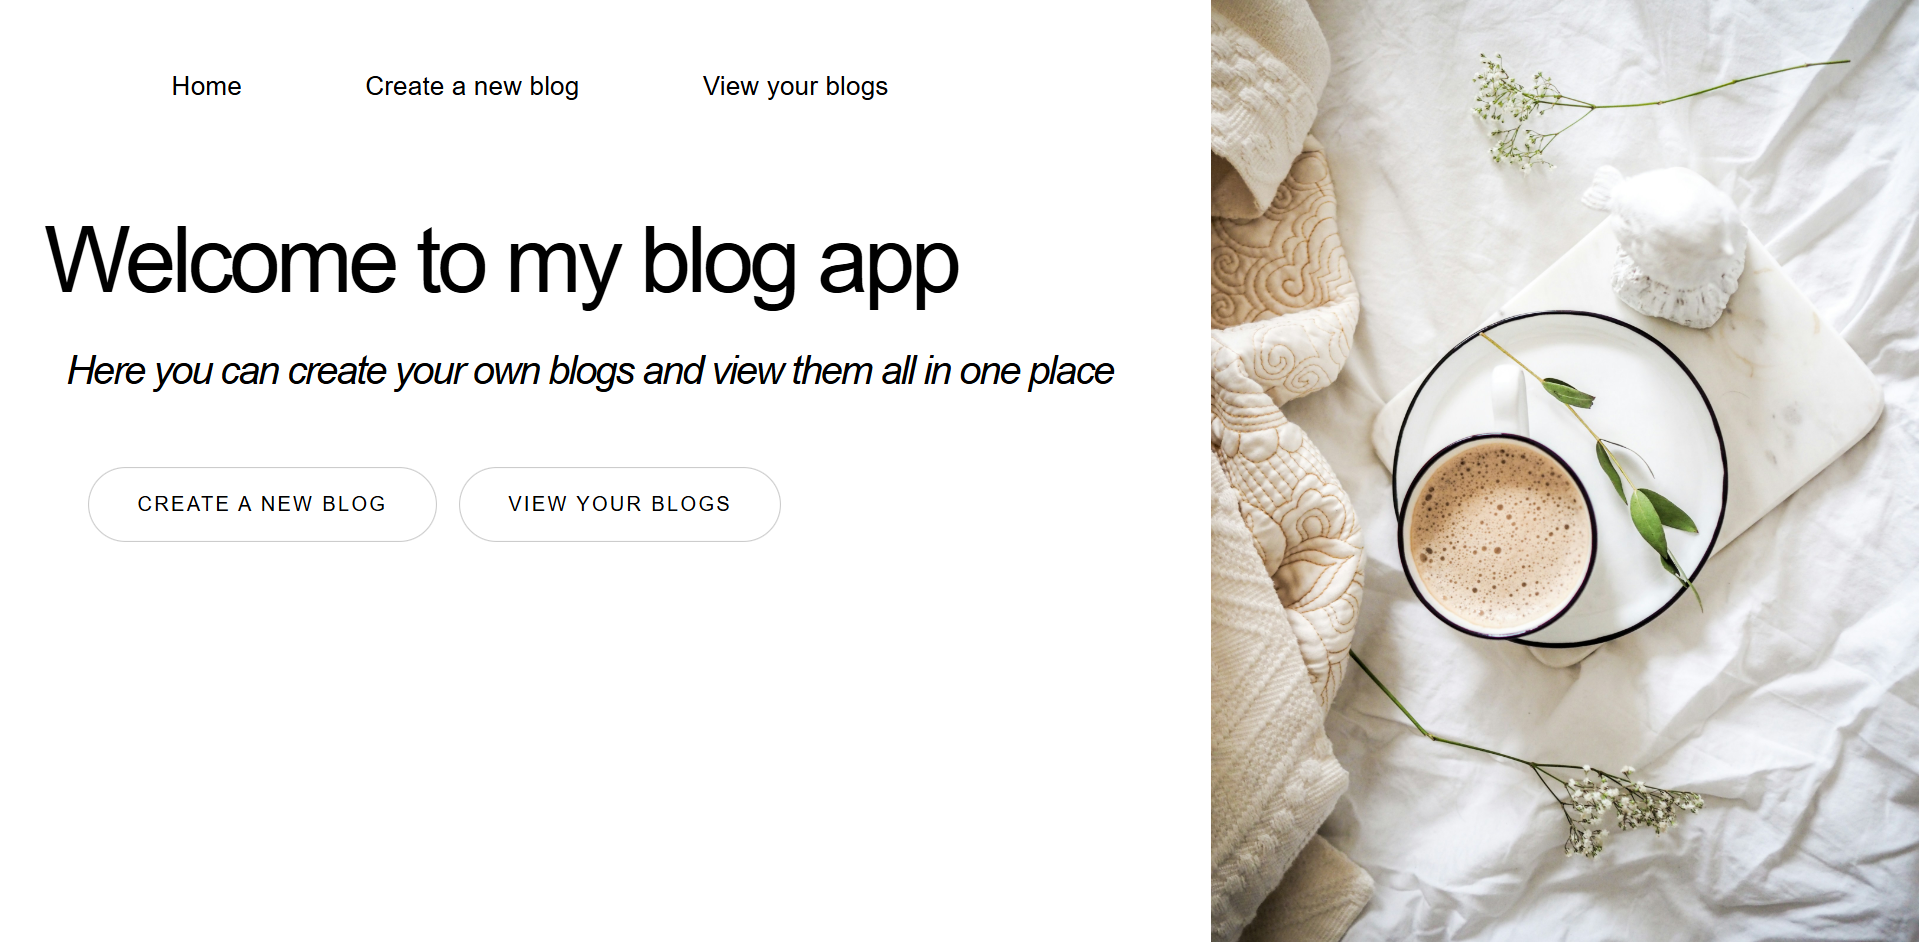 Home
Create a new blog
View your blogs
Welcome to my blog app
Here you can create your own blogs and view them all in one place
CREATE A NEW BLOG
VIEW YOUR BLOGS